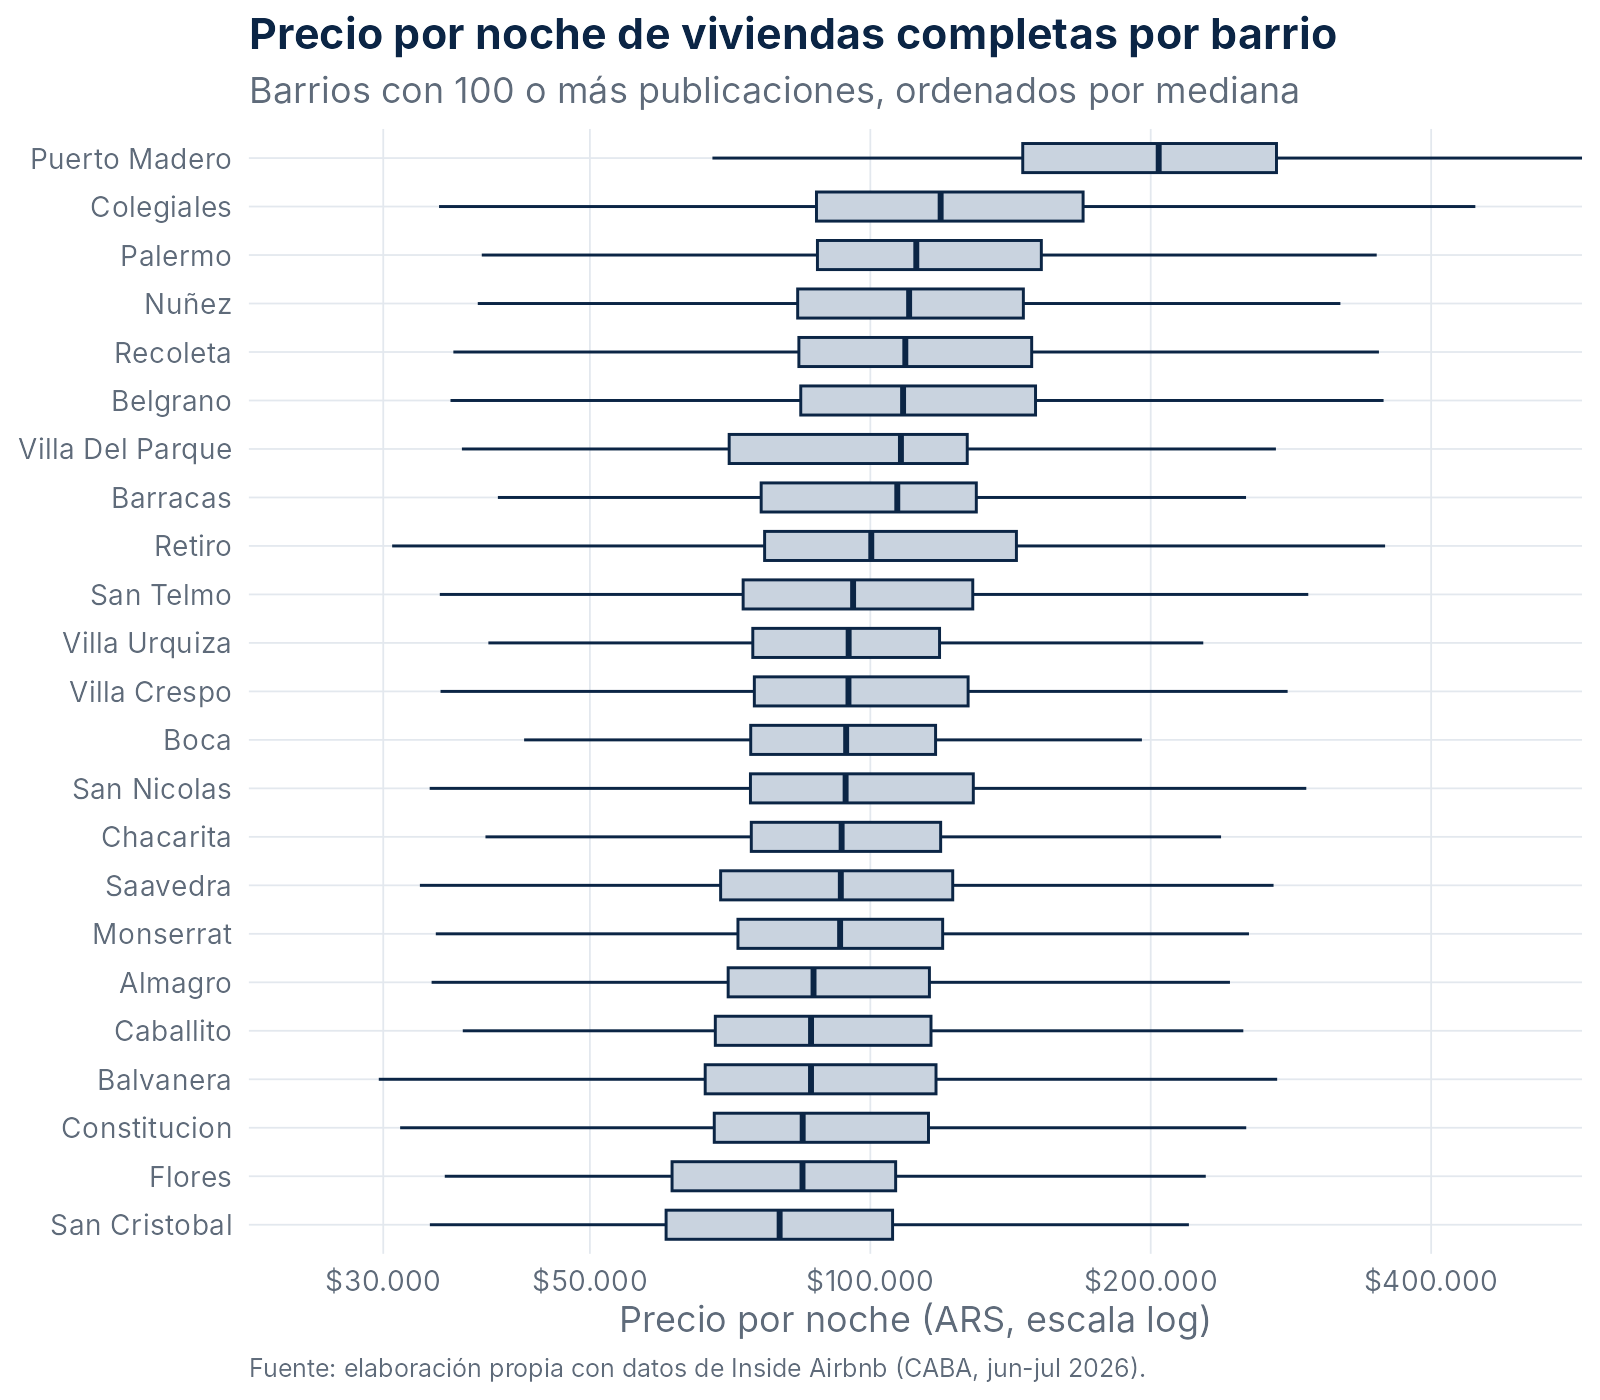 Precio por noche de viviendas completas por barrio
Barrios con 100 o más publicaciones, ordenados por mediana
Puerto Madero
Colegiales
Palermo
Nuñez
Recoleta
Belgrano
Villa Del Parque
Barracas
Retiro
San Telmo
Villa Urquiza
Villa Crespo
Boca
San Nicolas
Chacarita
Saavedra
Monserrat
Almagro
Caballito
Balvanera
Constitucion
Flores
San Cristobal
$30.000 $50.000 $100.000 $200.000 $400.000
Precio por noche (ARS, escala log)
Fuente: elaboración propia con datos de Inside Airbnb (CABA, jun-jul 2026).